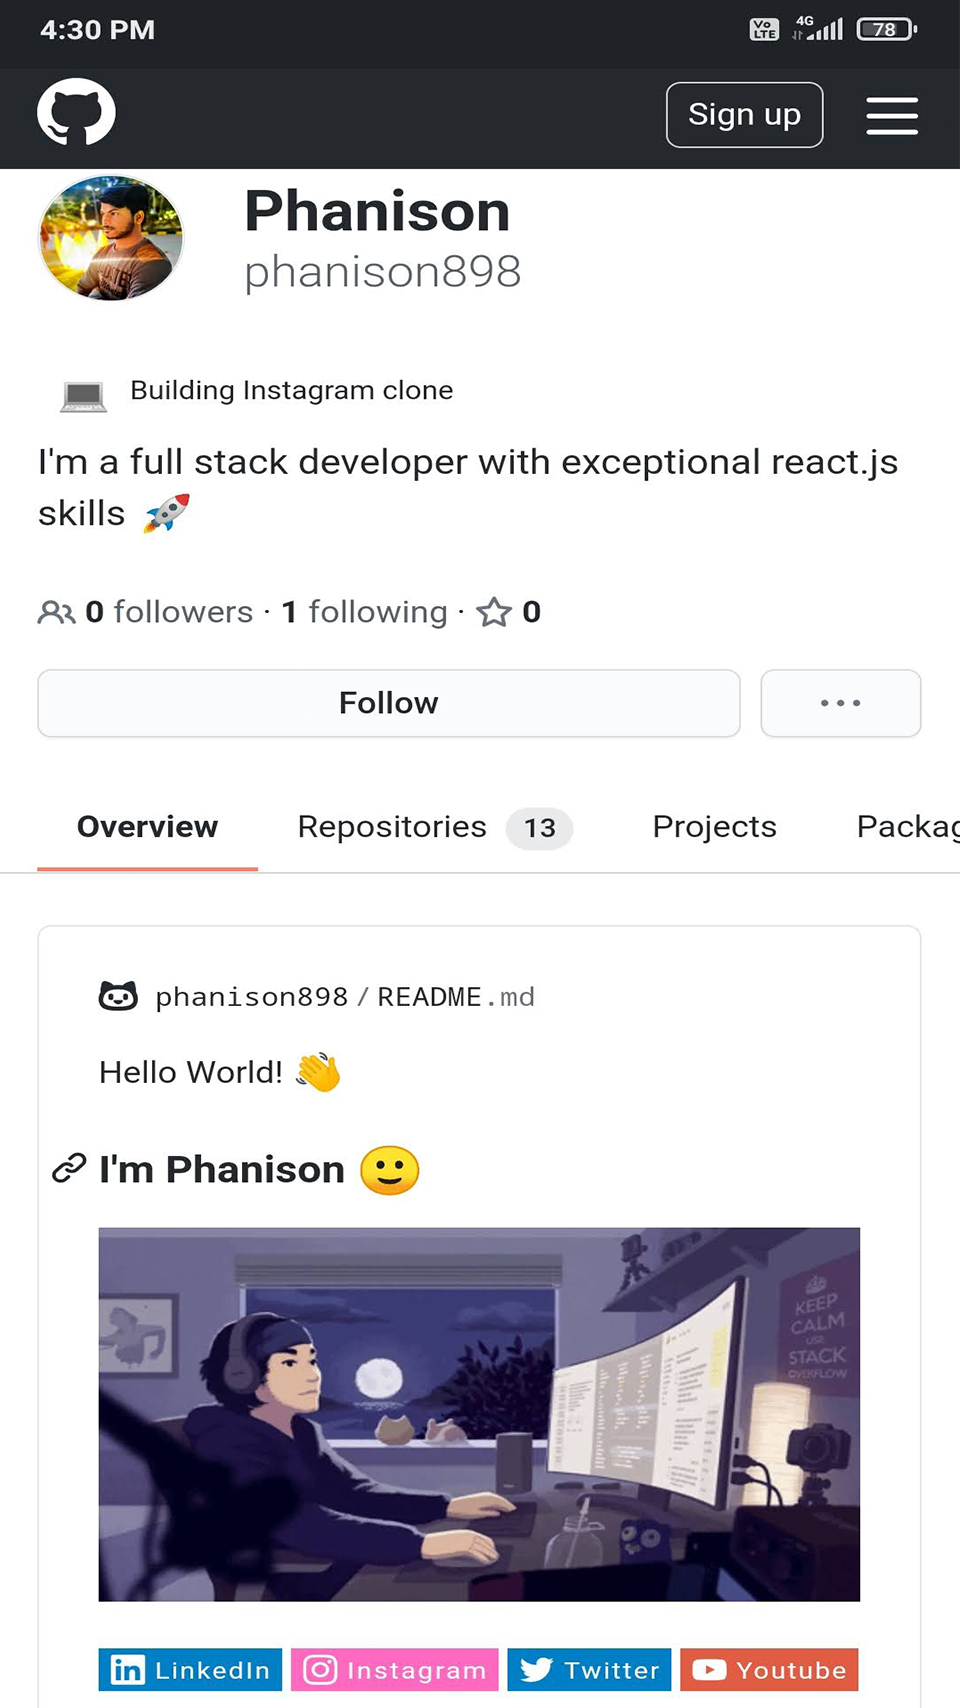 4:30 PM
Vo LTE 4G 78
Sign up
Phanison
phanison898
Building Instagram clone
I'm a full stack developer with exceptional react.js
skills 🚀
0 followers · 1 following · 0
Follow
...
Overview Repositories 13 Projects Packag
phanison898 / README.md
Hello World! 👋
I'm Phanison 🙂
KEEP
CALM
USE
STACK
OVERFLOW
in LinkedIn Instagram Twitter Youtube